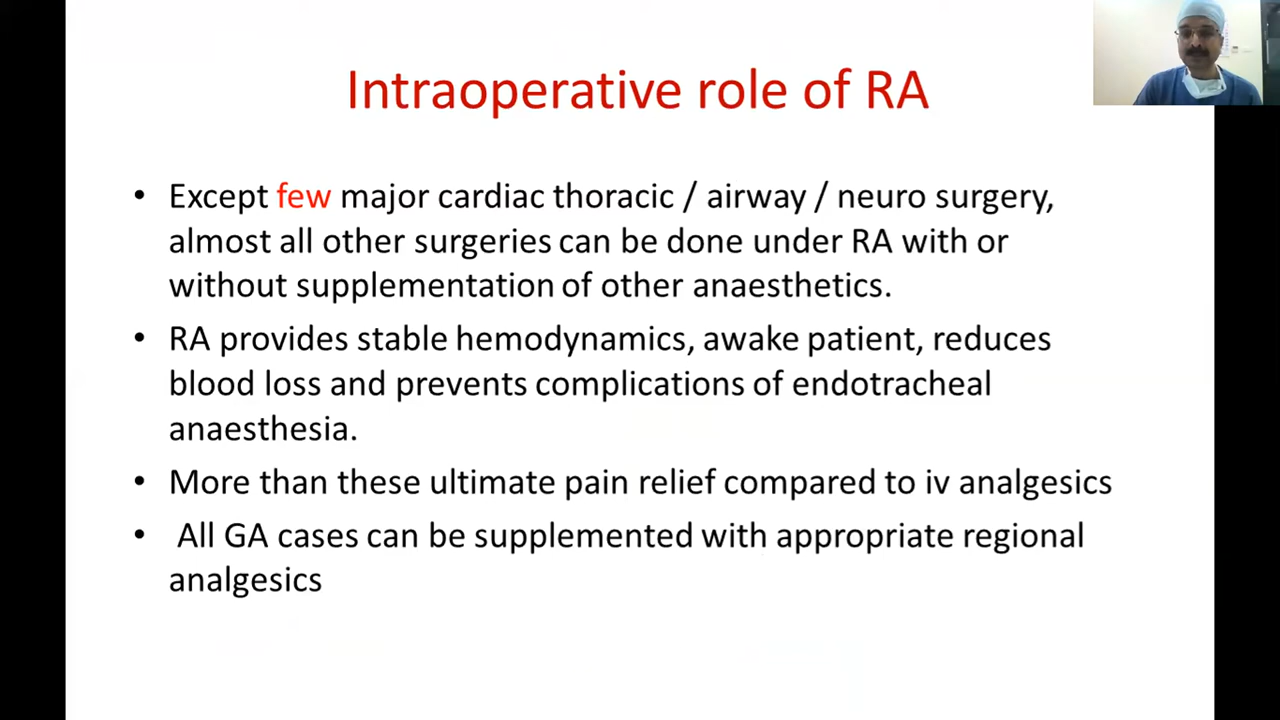 Intraoperative role of RA
• Except few major cardiac thoracic / airway / neuro surgery,
almost all other surgeries can be done under RA with or
without supplementation of other anaesthetics.
• RA provides stable hemodynamics, awake patient, reduces
blood loss and prevents complications of endotracheal
anaesthesia.
• More than these ultimate pain relief compared to iv analgesics
• All GA cases can be supplemented with appropriate regional
analgesics